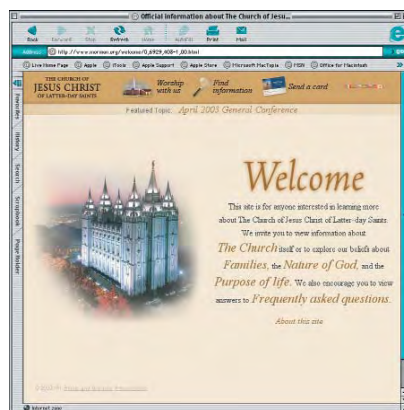 Official Information about The Church of Jesu...
Back Forward Stop Refresh Home AutoFill Print Mail
Address http://www.mormon.org/welcome/0,6929,403-1,00.html
Live Home Page Apple iTools Apple Support Apple Store Microsoft MacTopia MSN Office for Macintosh
Favorites
History
Search
Scrapbook
Page Holder
THE CHURCH OF
JESUS CHRIST
OF LATTER-DAY SAINTS
Worship
with us
Find
information
Send a card
Featured Topic: April 2003 General Conference
Welcome
This site is for anyone interested in learning more
about The Church of Jesus Christ of Latter-day Saints.
We invite you to view information about
The Church itself or to explore our beliefs about
Families, the Nature of God, and the
Purpose of life. We also encourage you to view
answers to Frequently asked questions.
About this site
Internet zone